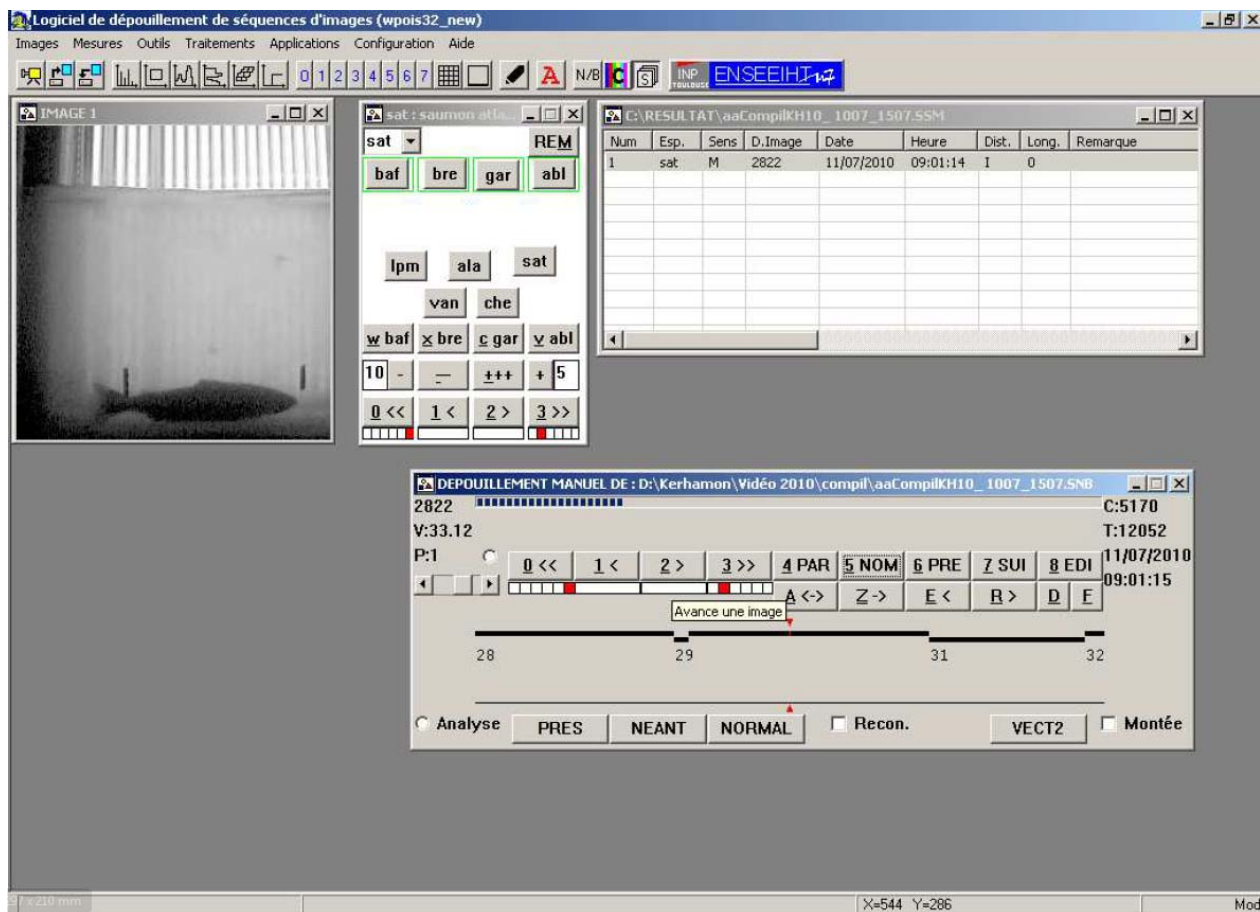 Logiciel de dépouillement de séquences d'images (wpois32_new)
Images Mesures Outils Traitements Applications Configuration Aide
0 1 2 3 4 5 6 7 A N/B C S INP TOULOUSE ENSEEIHT
IMAGE 1
sat : saumon atla...
sat REM
baf bre gar abl
lpm ala sat
van che
w baf x bre c gar v abl
10 - -- +++ + 5
0 << 1 < 2 > 3 >>
C:\RESULTAT\aaCompilKH10_ 1007_1507.SSM
Num Esp. Sens D.Image Date Heure Dist. Long. Remarque
1 sat M 2822 11/07/2010 09:01:14 I 0
DEPOUILLEMENT MANUEL DE : D:\Kerhamon\Vidéo 2010\compil\aaCompilKH10_ 1007_1507.SNB
2822 C:5170
V:33.12 T:12052
P:1 11/07/2010
0 << 1 < 2 > 3 >> 4 PAR 5 NOM 6 PRE 7 SUI 8 EDI
09:01:15
A <-> Z -> E < R > D F
Avance une image
28 29 31 32
Analyse PRES NEANT NORMAL Recon. VECT2 Montée
x 210 mm
X=544 Y=286 Mod